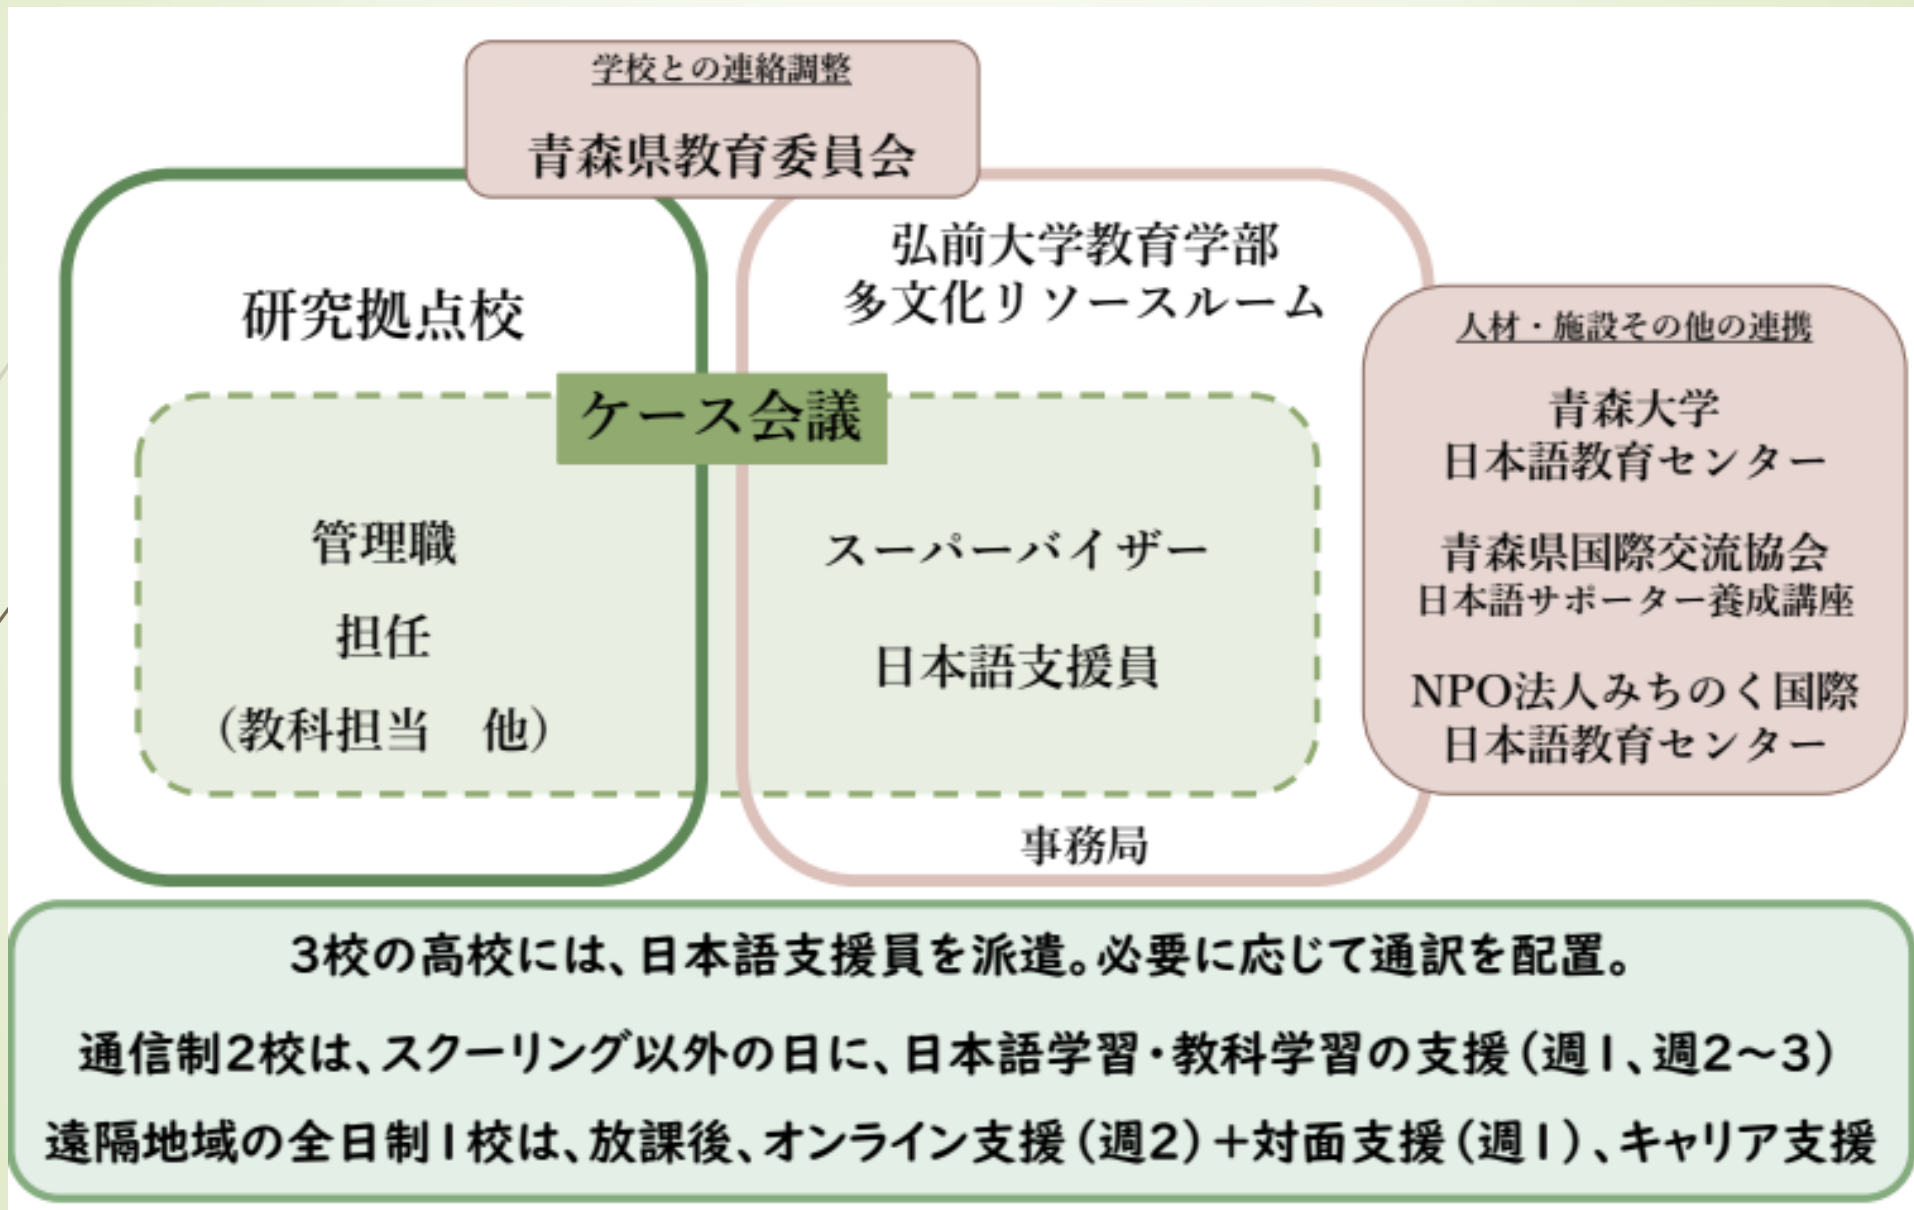 学校との連絡調整
青森県教育委員会
研究拠点校
弘前大学教育学部
多文化リソースルーム
ケース会議
管理職
担任
（教科担当　他）
スーパーバイザー
日本語支援員
事務局
人材・施設その他の連携
青森大学
日本語教育センター
青森県国際交流協会
日本語サポーター養成講座
NPO法人みちのく国際
日本語教育センター
3校の高校には、日本語支援員を派遣。必要に応じて通訳を配置。
通信制2校は、スクーリング以外の日に、日本語学習・教科学習の支援（週1、週2～3）
遠隔地域の全日制1校は、放課後、オンライン支援（週2）＋対面支援（週1）、キャリア支援